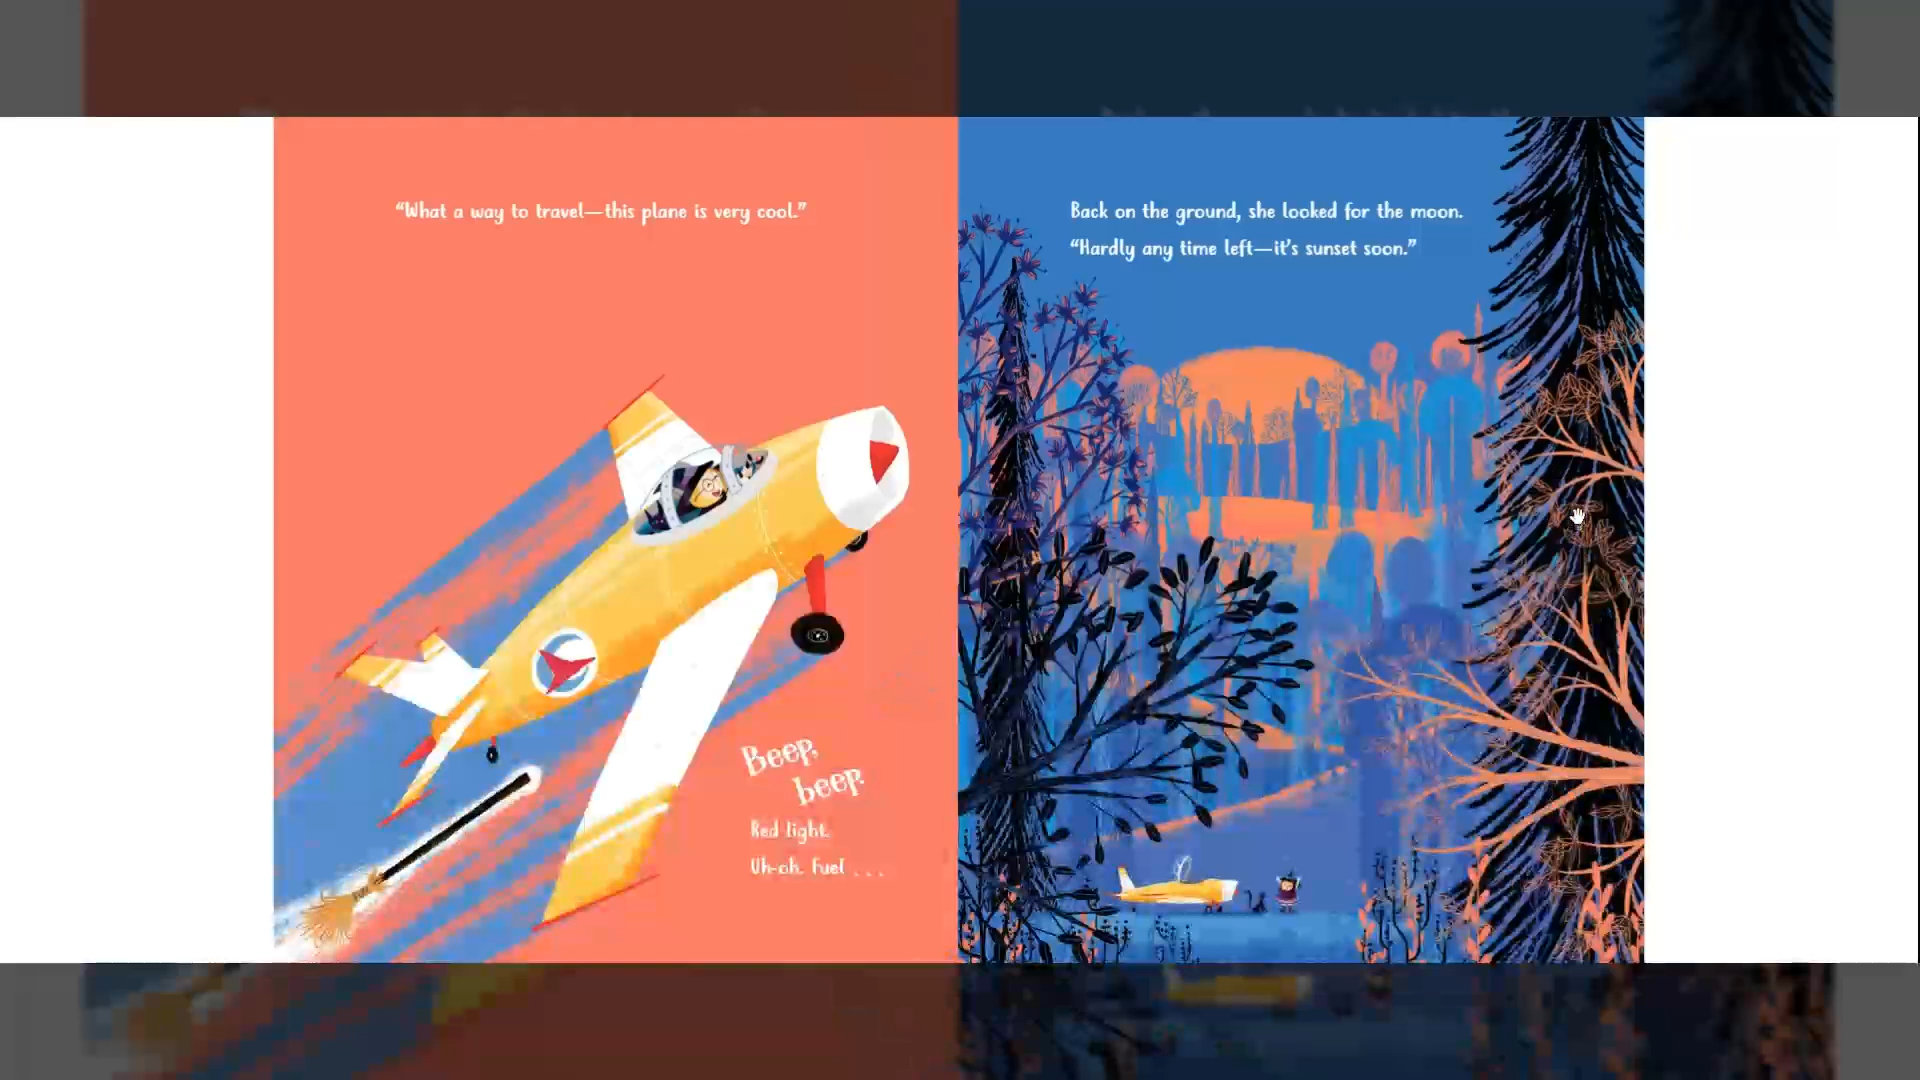 “What a way to travel—this plane is very cool.”
Beep,
beep.
Red light.
Uh-oh. Fuel . . .
Back on the ground, she looked for the moon.
“Hardly any time left—it’s sunset soon.”